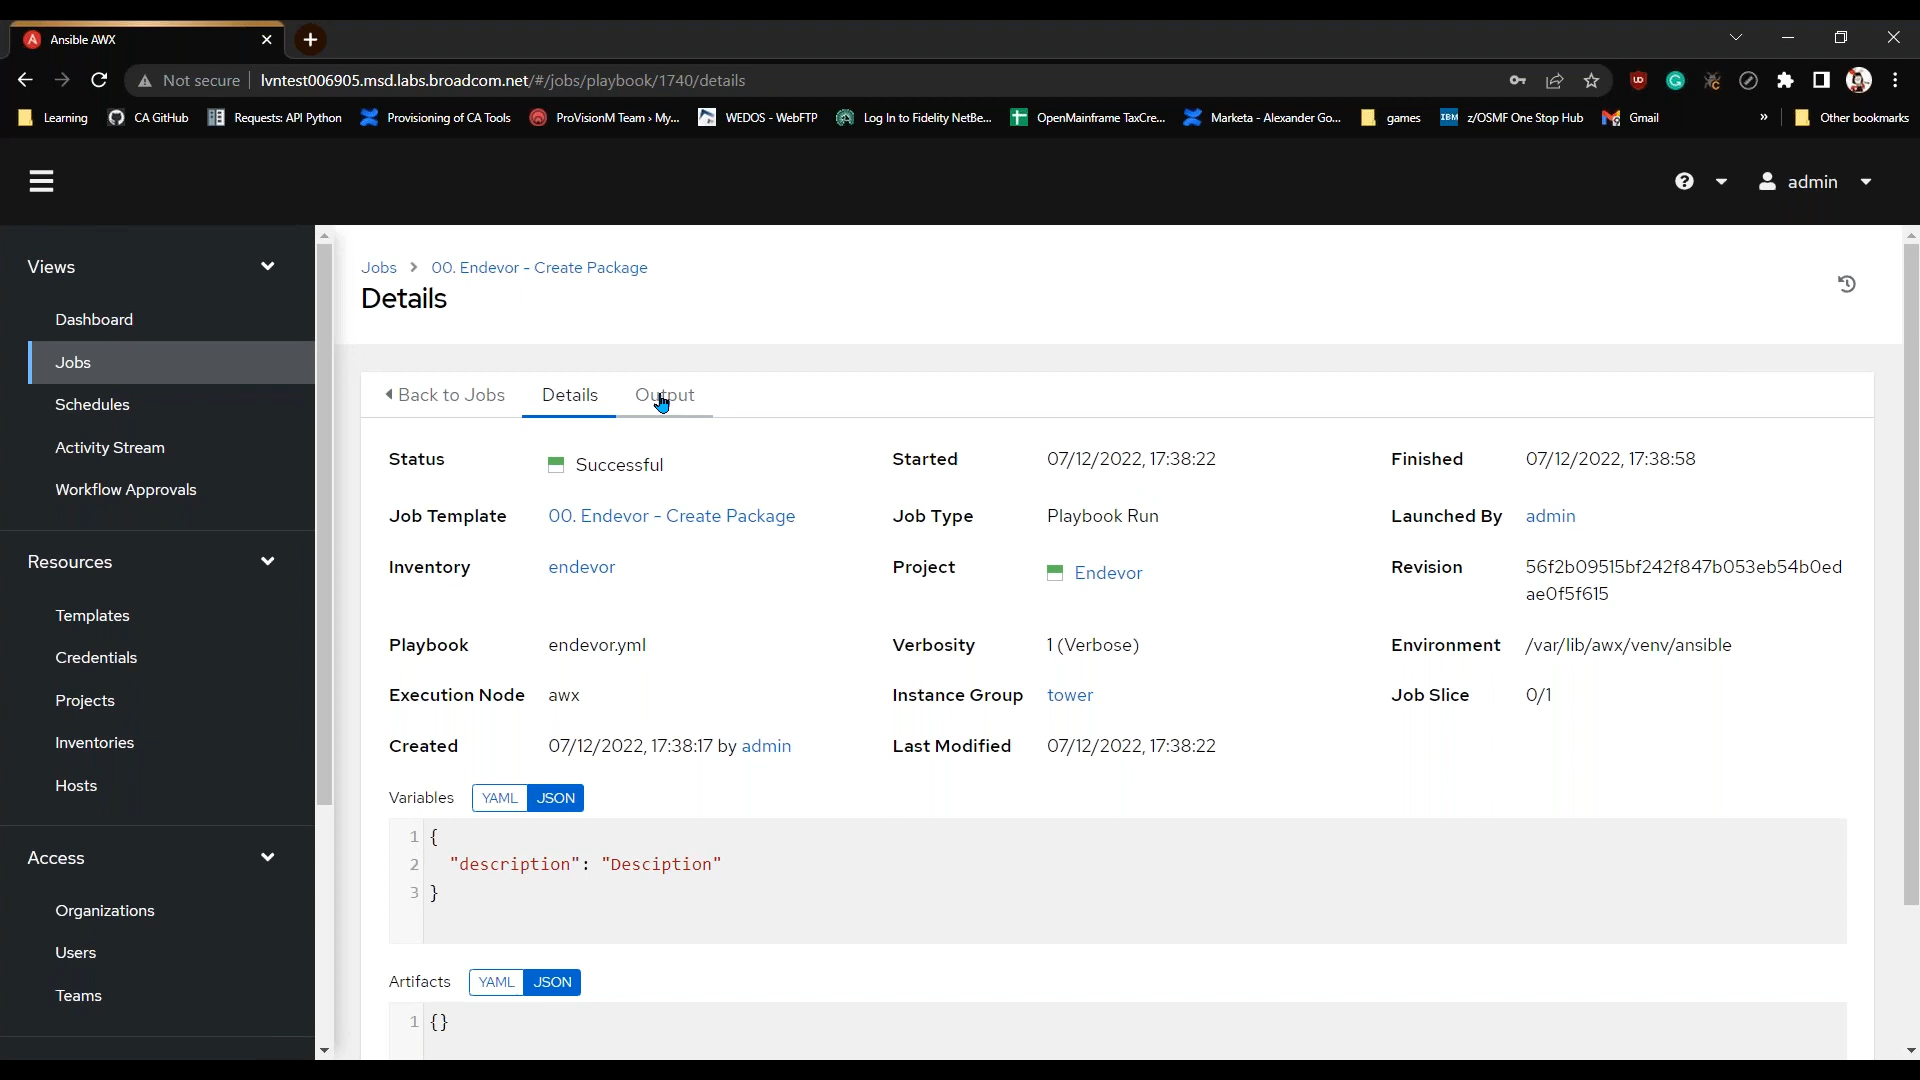 Ansible AWX
Not secure lvntest006905.msd.labs.broadcom.net/#/jobs/playbook/1740/details
Learning CA GitHub Requests: API Python Provisioning of CA Tools ProVisionM Team › My... WEDOS - WebFTP Log In to Fidelity NetBe... OpenMainframe TaxCre... Marketa - Alexander Go... games IBM z/OSMF One Stop Hub Gmail » Other bookmarks
admin
Views
Dashboard
Jobs
Schedules
Activity Stream
Workflow Approvals
Resources
Templates
Credentials
Projects
Inventories
Hosts
Access
Organizations
Users
Teams
Jobs 00. Endevor - Create Package
Details
Back to Jobs Details Output
Status Successful Started 07/12/2022, 17:38:22 Finished 07/12/2022, 17:38:58
Job Template 00. Endevor - Create Package Job Type Playbook Run Launched By admin
Inventory endevor Project Endevor Revision 56f2b09515bf242f847b053eb54b0ed
ae0f5f615
Playbook endevor.yml Verbosity 1 (Verbose) Environment /var/lib/awx/venv/ansible
Execution Node awx Instance Group tower Job Slice 0/1
Created 07/12/2022, 17:38:17 by admin Last Modified 07/12/2022, 17:38:22
Variables YAML JSON
1 {
2 "description": "Desciption"
3 }
Artifacts YAML JSON
1 {}